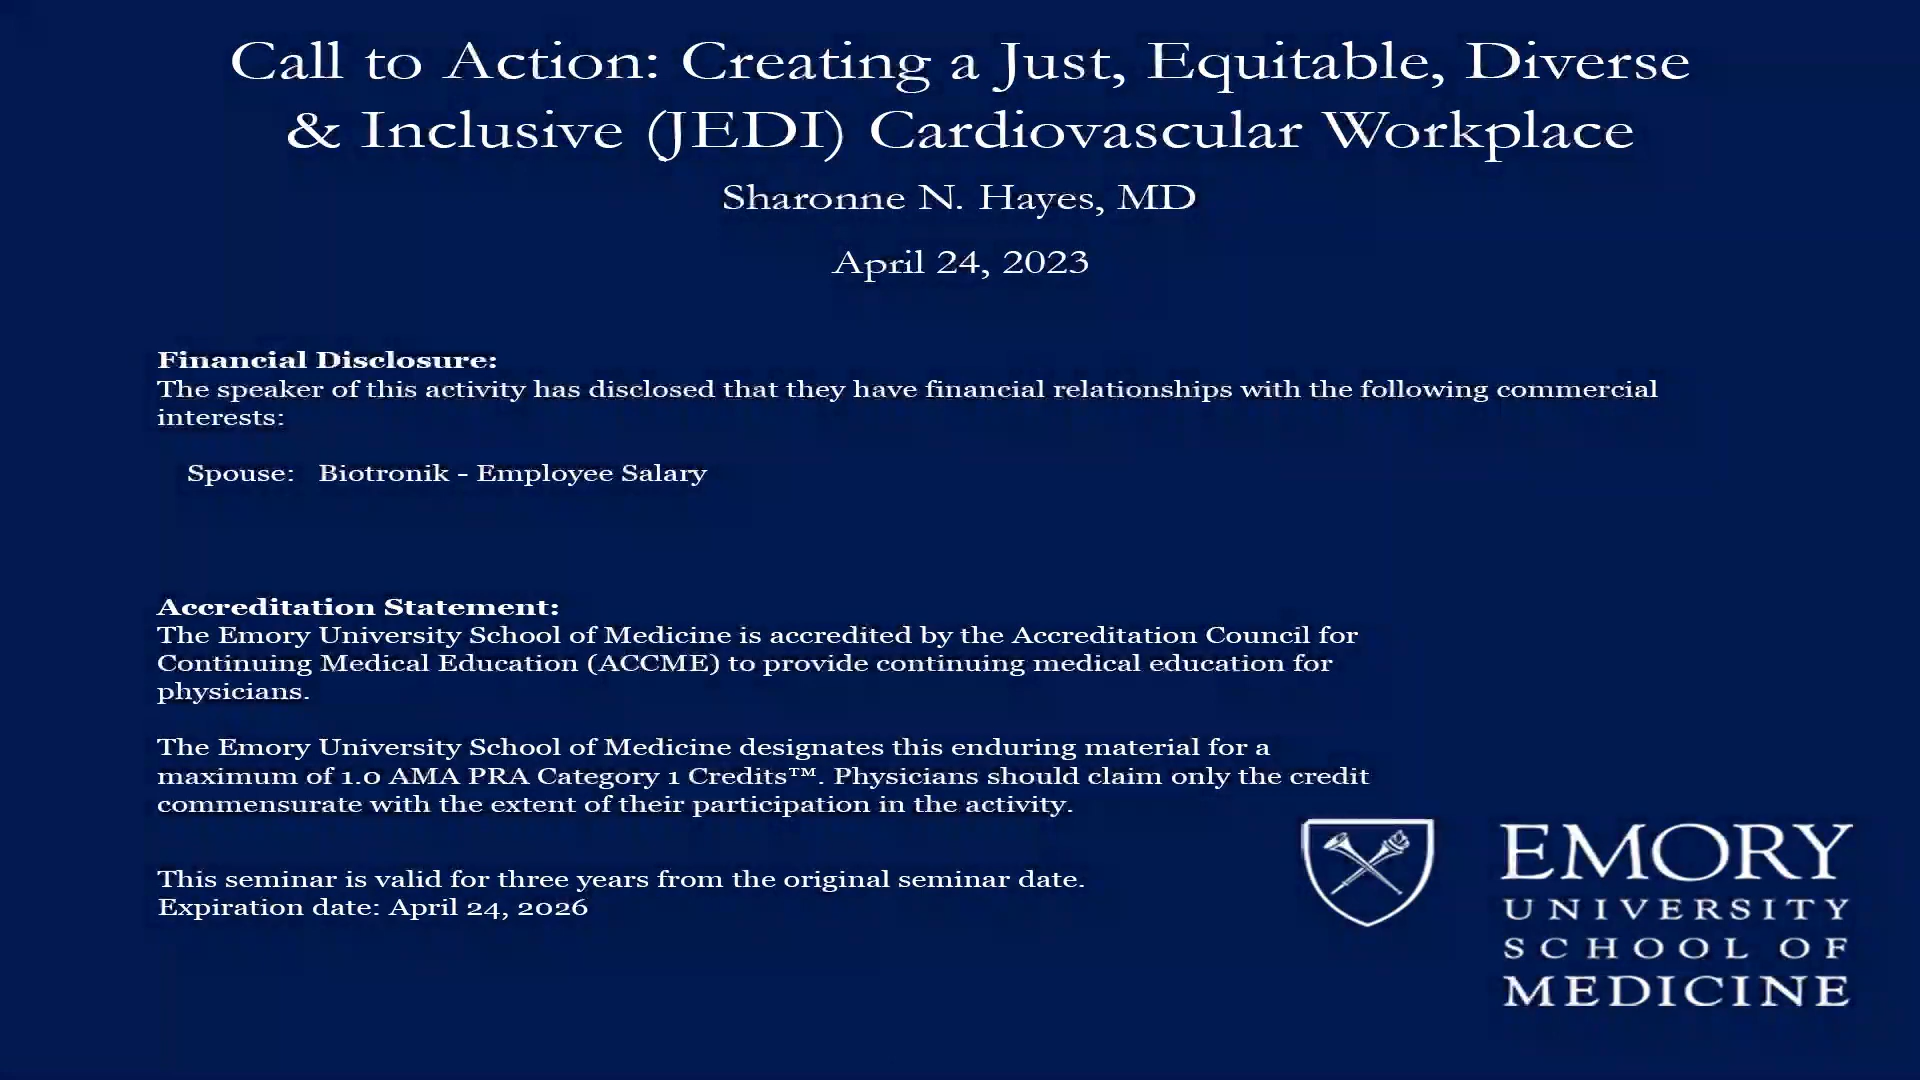 Call to Action: Creating a Just, Equitable, Diverse
& Inclusive (JEDI) Cardiovascular Workplace
Sharonne N. Hayes, MD
April 24, 2023
Financial Disclosure:
The speaker of this activity has disclosed that they have financial relationships with the following commercial
interests:
Spouse: Biotronik - Employee Salary
Accreditation Statement:
The Emory University School of Medicine is accredited by the Accreditation Council for
Continuing Medical Education (ACCME) to provide continuing medical education for
physicians.
The Emory University School of Medicine designates this enduring material for a
maximum of 1.0 AMA PRA Category 1 Credits™. Physicians should claim only the credit
commensurate with the extent of their participation in the activity.
This seminar is valid for three years from the original seminar date.
Expiration date: April 24, 2026
EMORY
UNIVERSITY
SCHOOL OF
MEDICINE